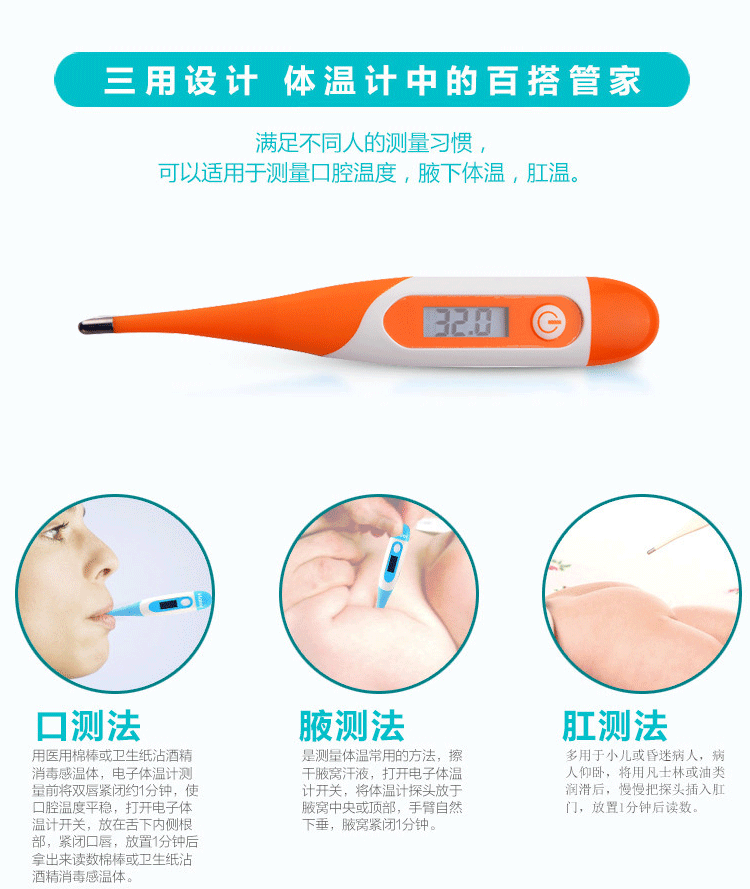 三用设计 体温计中的百搭管家
满足不同人的测量习惯，
可以适用于测量口腔温度，腋下体温，肛温。
32.0
口测法
用医用棉棒或卫生纸沾酒精
消毒感温体，电子体温计测
量前将双唇紧闭约1分钟，使
口腔温度平稳，打开电子体
温计开关，放在舌下内侧根
部，紧闭口唇，放置1分钟后
拿出来读数棉棒或卫生纸沾
酒精消毒感温体。
腋测法
是测量体温常用的方法，擦
干腋窝汗液，打开电子体温
计开关，将体温计探头放于
腋窝中央或顶部，手臂自然
下垂，腋窝紧闭1分钟。
肛测法
多用于小儿或昏迷病人，病
人仰卧，将用凡士林或油类
润滑后，慢慢把探头插入肛
门，放置1分钟后读数。